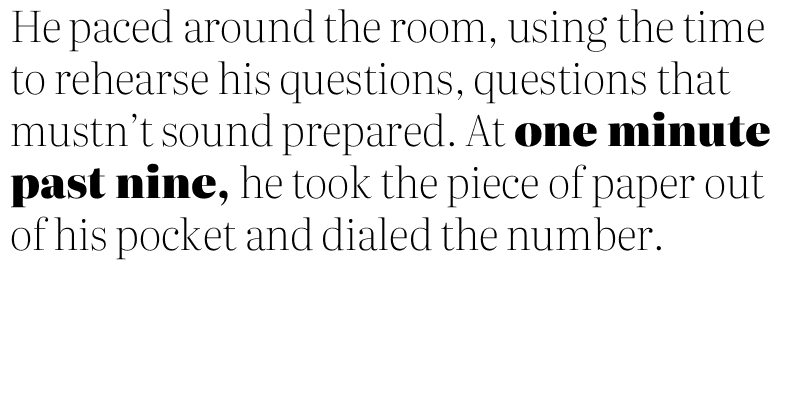 He paced around the room, using the time
to rehearse his questions, questions that
mustn’t sound prepared. At one minute
past nine, he took the piece of paper out
of his pocket and dialed the number.